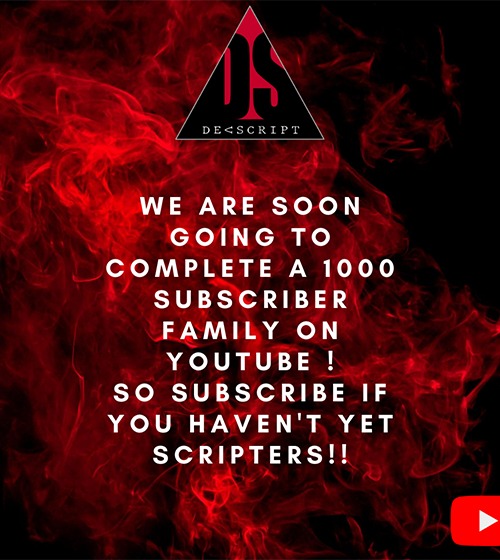 DS
DE<SCRIPT
WE ARE SOON
GOING TO
COMPLETE A 1000
SUBSCRIBER
FAMILY ON
YOUTUBE !
SO SUBSCRIBE IF
YOU HAVEN'T YET
SCRIPTERS!!